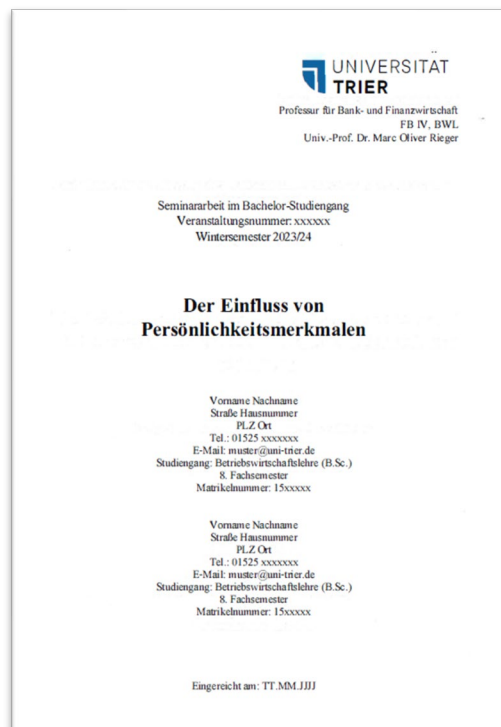 UNIVERSITÄT
TRIER
Professur für Bank- und Finanzwirtschaft
FB IV, BWL
Univ.-Prof. Dr. Marc Oliver Rieger
Seminararbeit im Bachelor-Studiengang
Veranstaltungsnummer: xxxxxx
Wintersemester 2023/24
Der Einfluss von
Persönlichkeitsmerkmalen
Vorname Nachname
Straße Hausnummer
PLZ Ort
Tel.: 01525 xxxxxxx
E-Mail: muster@uni-trier.de
Studiengang: Betriebswirtschaftslehre (B.Sc.)
8. Fachsemester
Matrikelnummer: 15xxxxx
Vorname Nachname
Straße Hausnummer
PLZ Ort
Tel.: 01525 xxxxxxx
E-Mail: muster@uni-trier.de
Studiengang: Betriebswirtschaftslehre (B.Sc.)
8. Fachsemester
Matrikelnummer: 15xxxxx
Eingereicht am: TT.MM.JJJJ